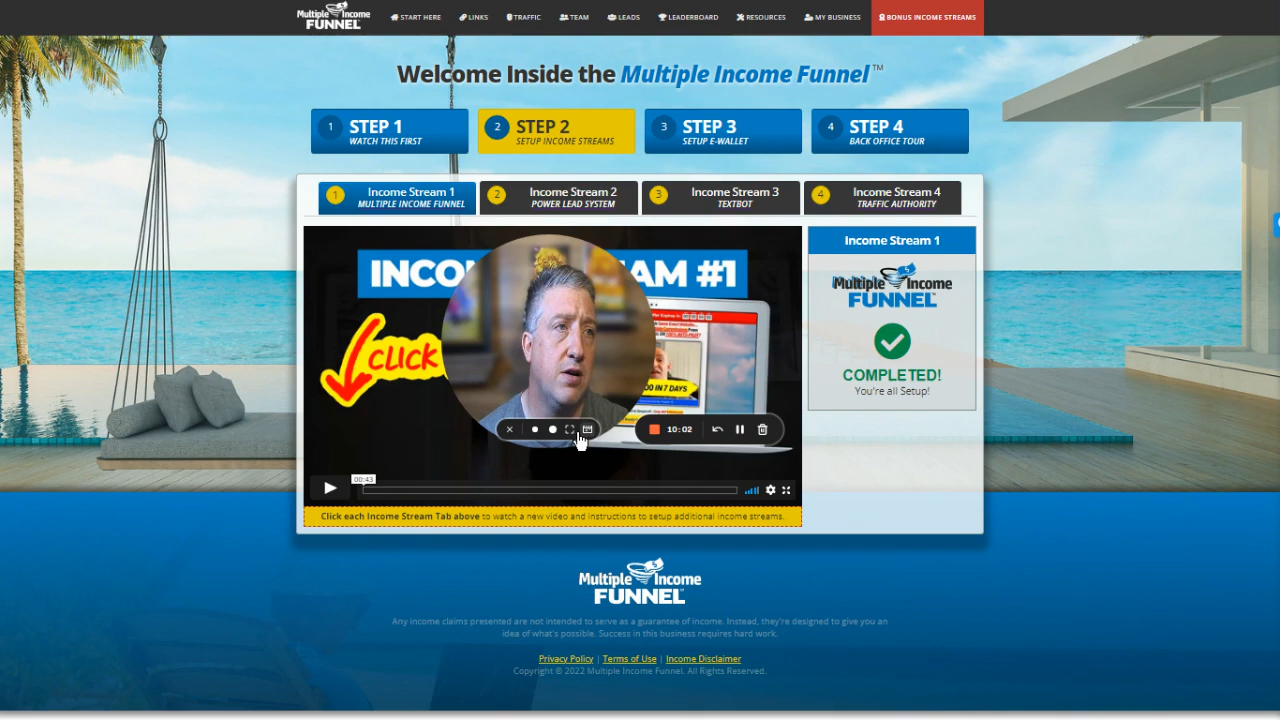 Multiple Income
FUNNEL
START HERE
LINKS
TRAFFIC
TEAM
LEADS
LEADERBOARD
RESOURCES
MY BUSINESS
BONUS INCOME STREAMS
Welcome Inside the Multiple Income Funnel™
1 STEP 1
WATCH THIS FIRST
2 STEP 2
SETUP INCOME STREAMS
3 STEP 3
SETUP E-WALLET
4 STEP 4
BACK OFFICE TOUR
1 Income Stream 1
MULTIPLE INCOME FUNNEL
2 Income Stream 2
POWER LEAD SYSTEM
3 Income Stream 3
TEXTBOT
4 Income Stream 4
TRAFFIC AUTHORITY
INCO AM #1
CLICK
00 IN 7 DAYS
10:02
00:43
Click each Income Stream Tab above to watch a new video and instructions to setup additional income streams.
Income Stream 1
Multiple Income
FUNNEL
COMPLETED!
You're all Setup!
Multiple Income
FUNNEL
Any income claims presented are not intended to serve as a guarantee of income. Instead, they're designed to give you an
idea of what's possible. Success in this business requires hard work.
Privacy Policy | Terms of Use | Income Disclaimer
Copyright © 2022 Multiple Income Funnel. All Rights Reserved.